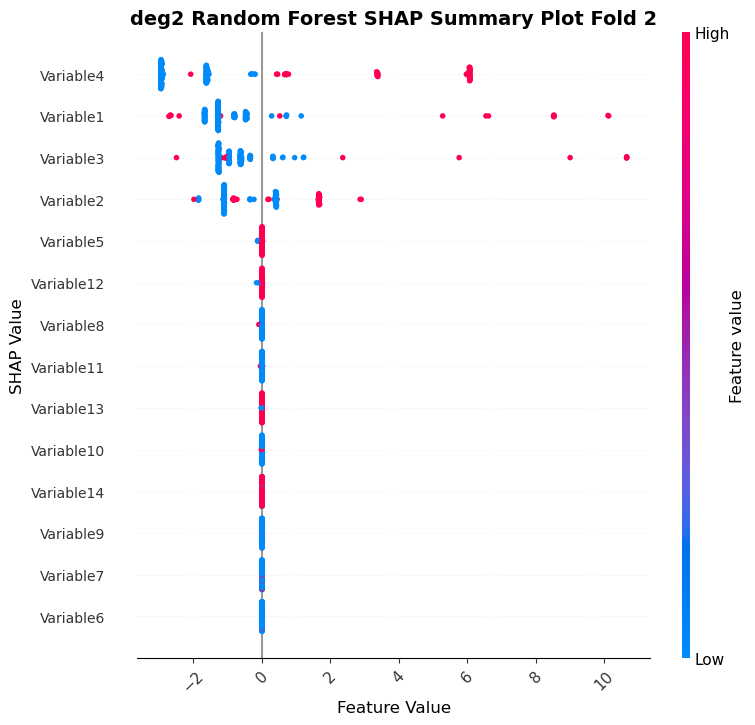 deg2 Random Forest SHAP Summary Plot Fold 2
High
Variable4
Variable1
Variable3
Variable2
Variable5
Variable12
Variable8
Variable11
Variable13
Variable10
Variable14
Variable9
Variable7
Variable6
SHAP Value
Feature value
Low
−2 0 2 4 6 8 10
Feature Value